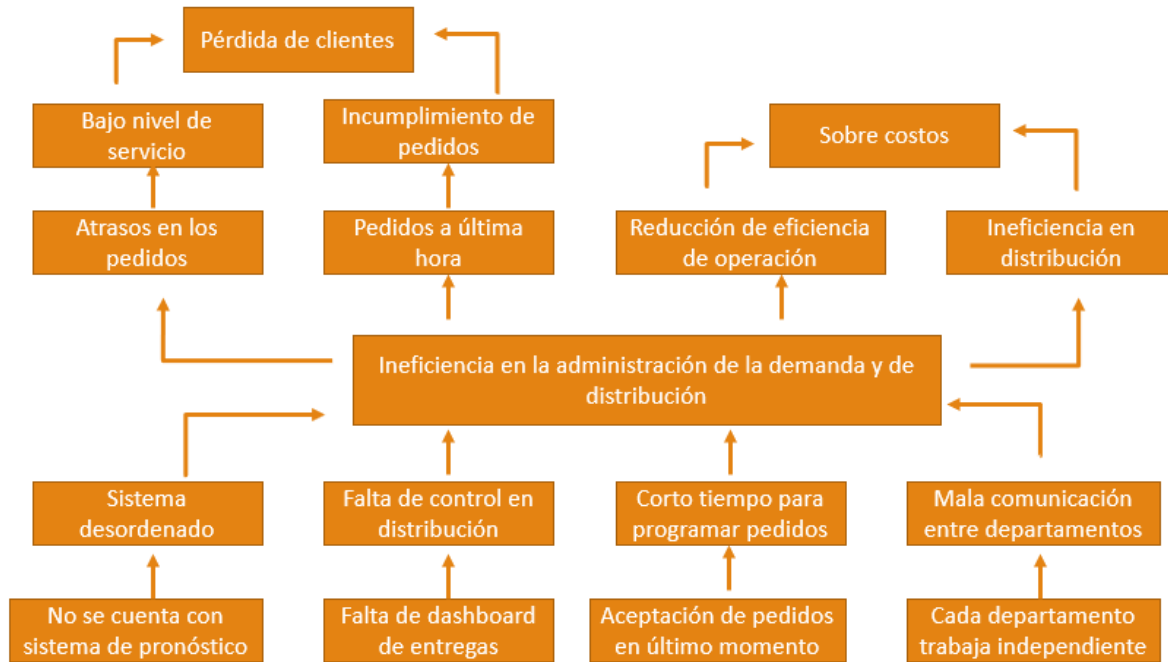 Pérdida de clientes
Bajo nivel de
servicio
Incumplimiento de
pedidos
Sobre costos
Atrasos en los
pedidos
Pedidos a última
hora
Reducción de eficiencia
de operación
Ineficiencia en
distribución
Ineficiencia en la administración de la demanda y de
distribución
Sistema
desordenado
Falta de control en
distribución
Corto tiempo para
programar pedidos
Mala comunicación
entre departamentos
No se cuenta con
sistema de pronóstico
Falta de dashboard
de entregas
Aceptación de pedidos
en último momento
Cada departamento
trabaja independiente